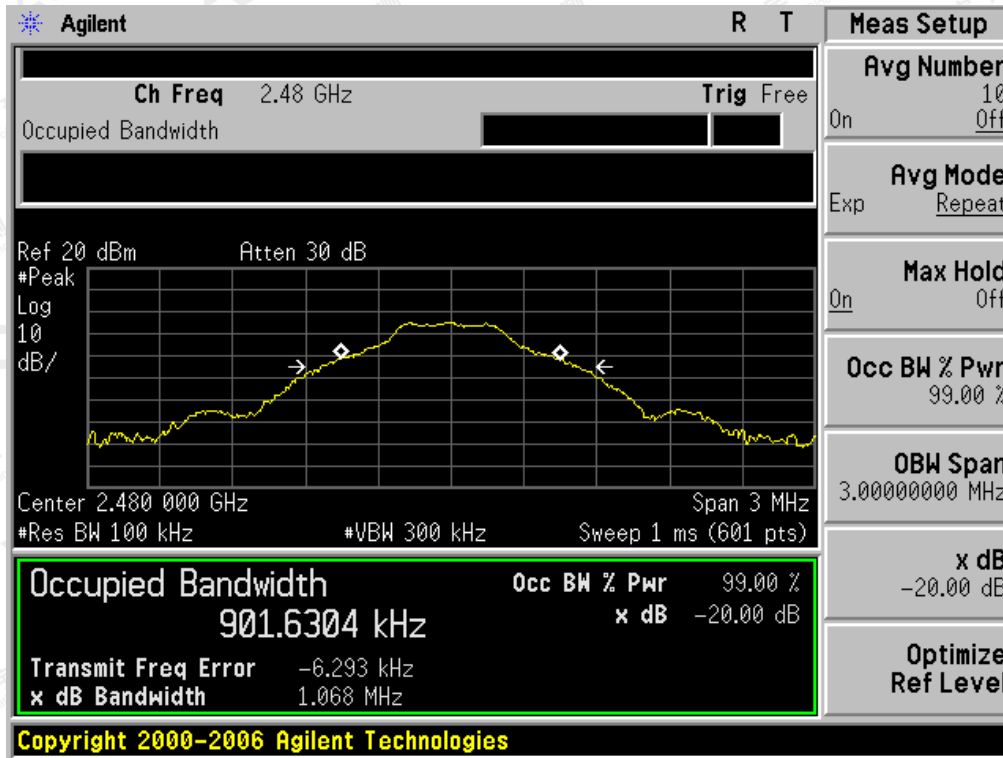 Agilent R T
Ch Freq 2.48 GHz Trig Free
Occupied Bandwidth
Ref 20 dBm Atten 30 dB
#Peak
Log
10
dB/
Center 2.480 000 GHz Span 3 MHz
#Res BW 100 kHz #VBW 300 kHz Sweep 1 ms (601 pts)
Occupied Bandwidth
901.6304 kHz
Occ BW % Pwr 99.00 %
x dB -20.00 dB
Transmit Freq Error -6.293 kHz
x dB Bandwidth 1.068 MHz
Copyright 2000-2006 Agilent Technologies
Meas Setup
Avg Number
10
On Off
Avg Mode
Exp Repeat
Max Hold
On Off
Occ BW % Pwr
99.00 %
OBW Span
3.00000000 MHz
x dB
-20.00 dB
Optimize
Ref Level